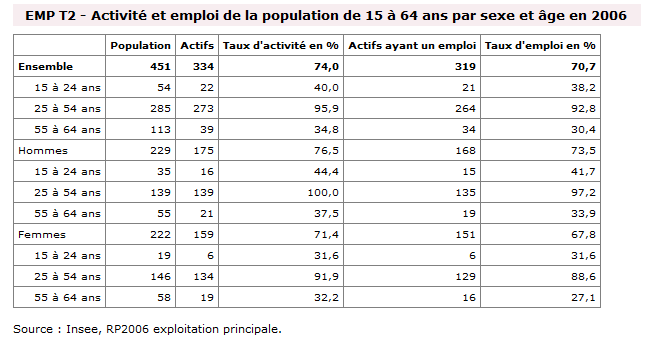 EMP T2 - Activité et emploi de la population de 15 à 64 ans par sexe et âge en 2006
Population Actifs Taux d'activité en % Actifs ayant un emploi Taux d'emploi en %
Ensemble 451 334 74,0 319 70,7
15 à 24 ans 54 22 40,0 21 38,2
25 à 54 ans 285 273 95,9 264 92,8
55 à 64 ans 113 39 34,8 34 30,4
Hommes 229 175 76,5 168 73,5
15 à 24 ans 35 16 44,4 15 41,7
25 à 54 ans 139 139 100,0 135 97,2
55 à 64 ans 55 21 37,5 19 33,9
Femmes 222 159 71,4 151 67,8
15 à 24 ans 19 6 31,6 6 31,6
25 à 54 ans 146 134 91,9 129 88,6
55 à 64 ans 58 19 32,2 16 27,1
Source : Insee, RP2006 exploitation principale.